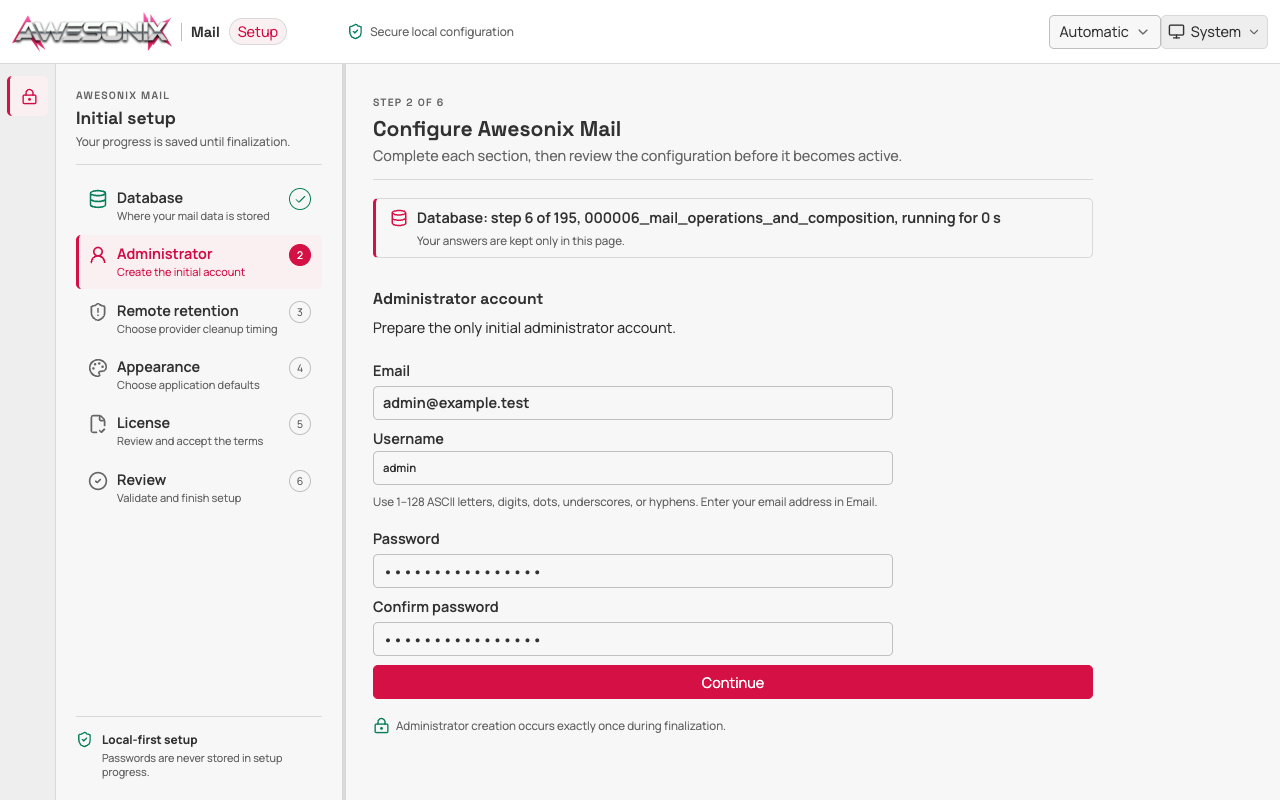 AWESONIX
Mail
Setup
Secure local configuration
Automatic
System
AWESONIX MAIL
Initial setup
Your progress is saved until finalization.
Database
Where your mail data is stored
Administrator
Create the initial account
2
Remote retention
Choose provider cleanup timing
3
Appearance
Choose application defaults
4
License
Review and accept the terms
5
Review
Validate and finish setup
6
Local-first setup
Passwords are never stored in setup
progress.
STEP 2 OF 6
Configure Awesonix Mail
Complete each section, then review the configuration before it becomes active.
Database: step 6 of 195, 000006_mail_operations_and_composition, running for 0 s
Your answers are kept only in this page.
Administrator account
Prepare the only initial administrator account.
Email
admin@example.test
Username
admin
Use 1–128 ASCII letters, digits, dots, underscores, or hyphens. Enter your email address in Email.
Password
••••••••••••••••
Confirm password
••••••••••••••••
Continue
Administrator creation occurs exactly once during finalization.